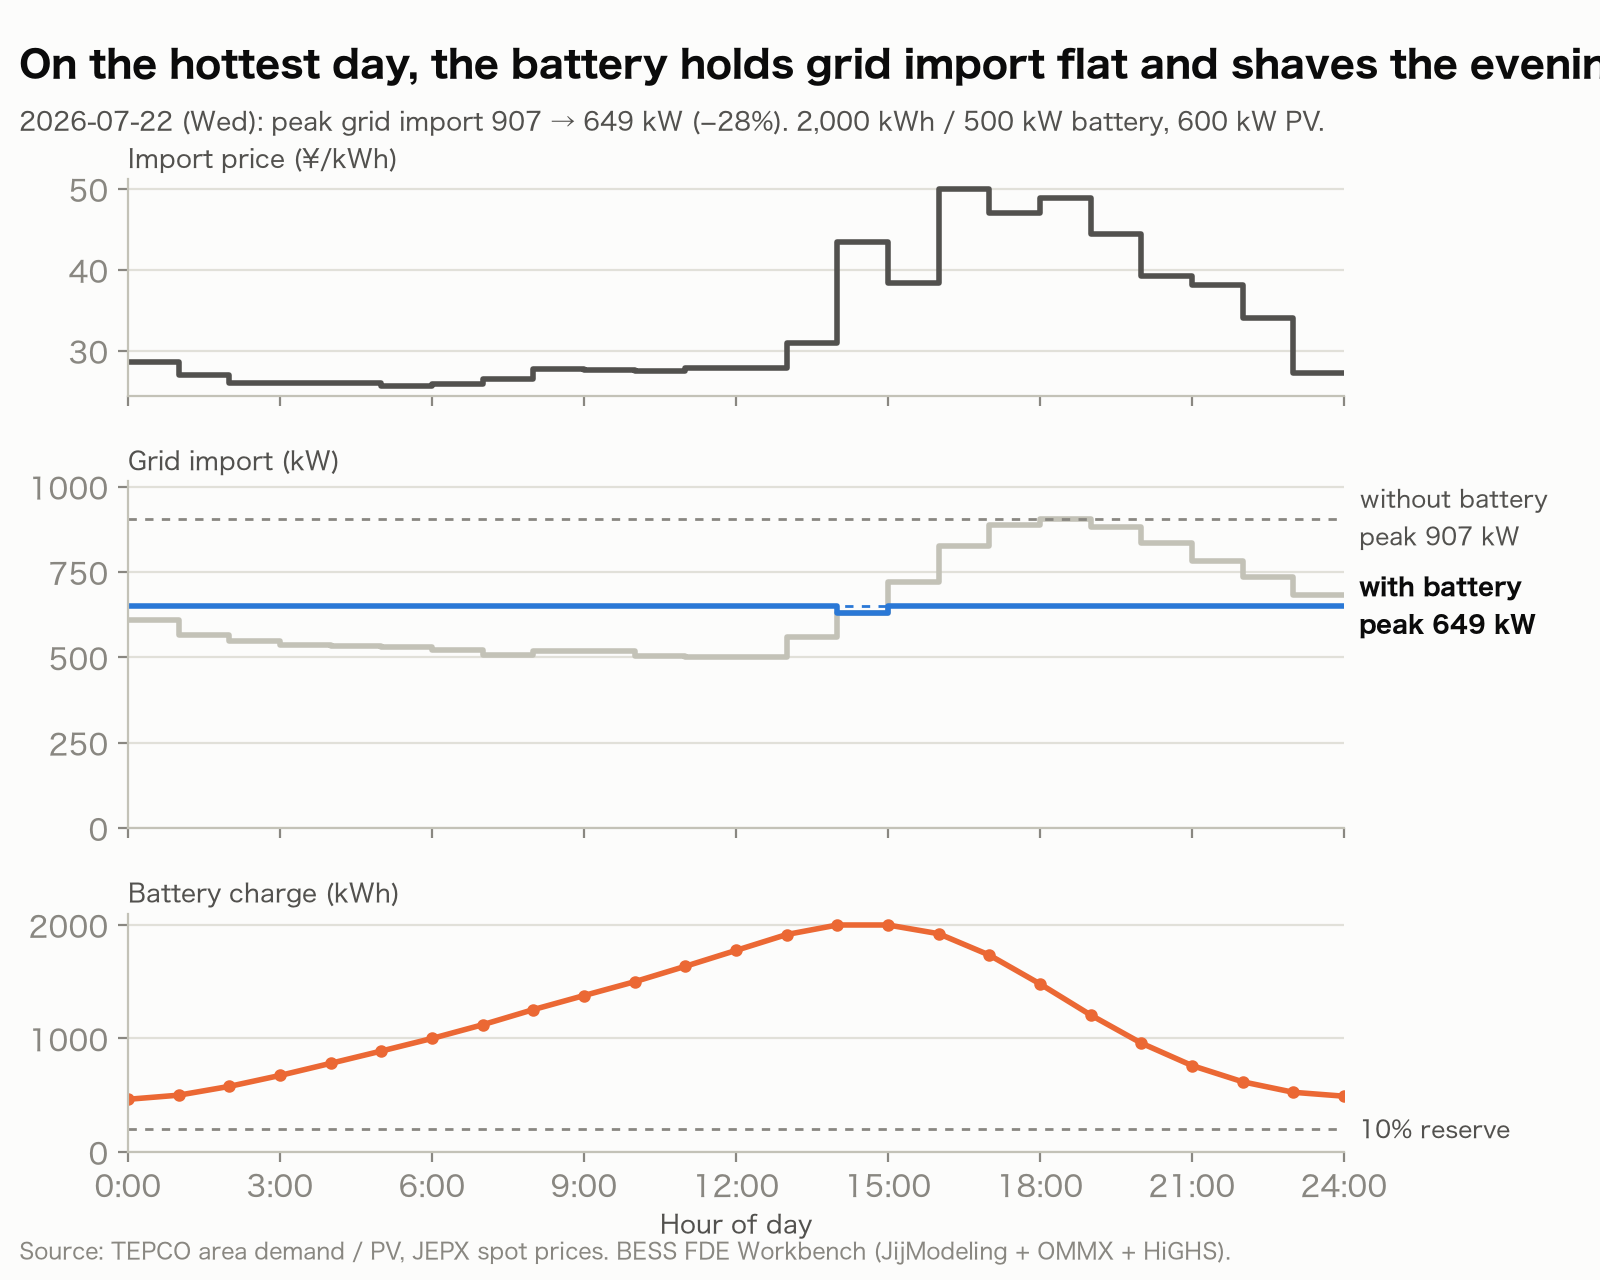 On the hottest day, the battery holds grid import flat and shaves the
2026-07-22 (Wed): peak grid import 907 → 649 kW (−28%). 2,000 kWh / 500 kW battery, 600 kW PV.
Import price (¥/kWh)
50
40
30
Grid import (kW)
1000
750
500
250
0
without battery
peak 907 kW
with battery
peak 649 kW
Battery charge (kWh)
2000
1000
0
10% reserve
0:00 3:00 6:00 9:00 12:00 15:00 18:00 21:00 24:00
Hour of day
Source: TEPCO area demand / PV, JEPX spot prices. BESS FDE Workbench (JijModeling + OMMX + HiGHS).